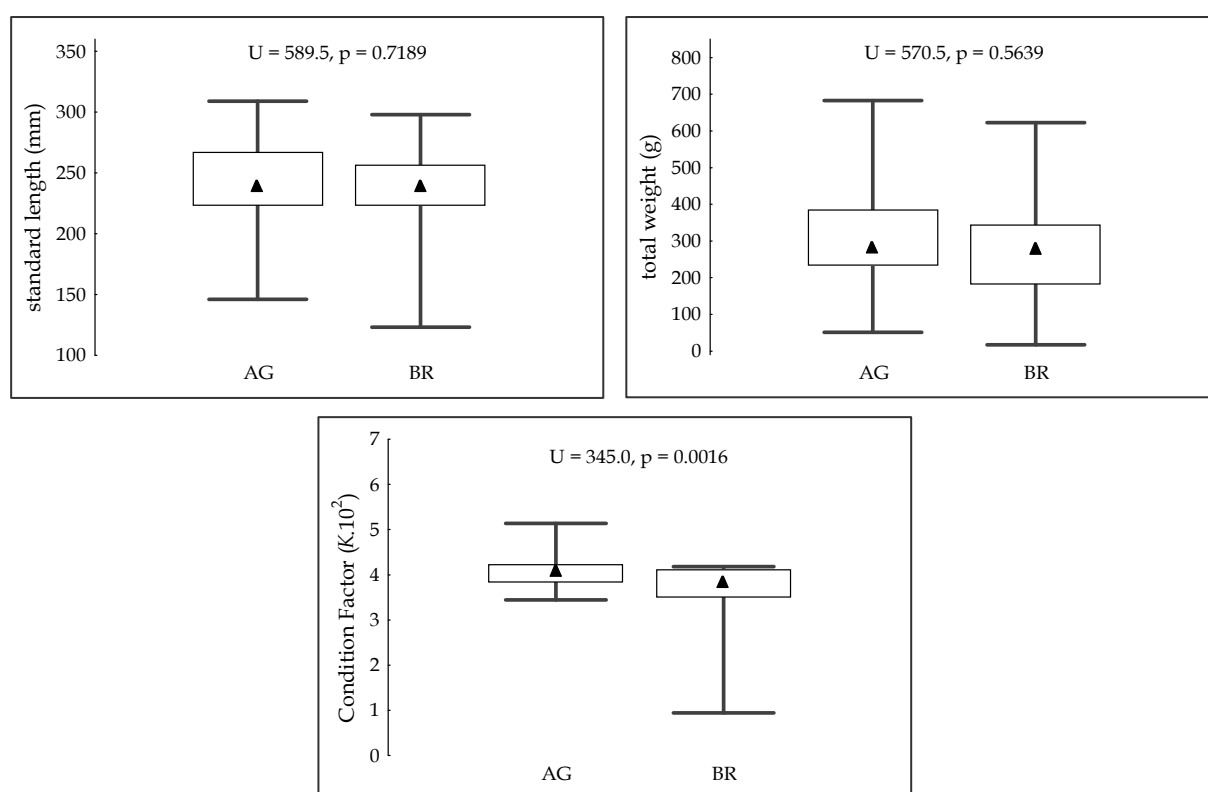 U = 589.5, p = 0.7189
standard length (mm)
350
300
250
200
150
100
AG BR
U = 570.5, p = 0.5639
total weight (g)
800
700
600
500
400
300
200
100
0
AG BR
U = 345.0, p = 0.0016
Condition Factor (K.10²)
7
6
5
4
3
2
1
0
AG BR